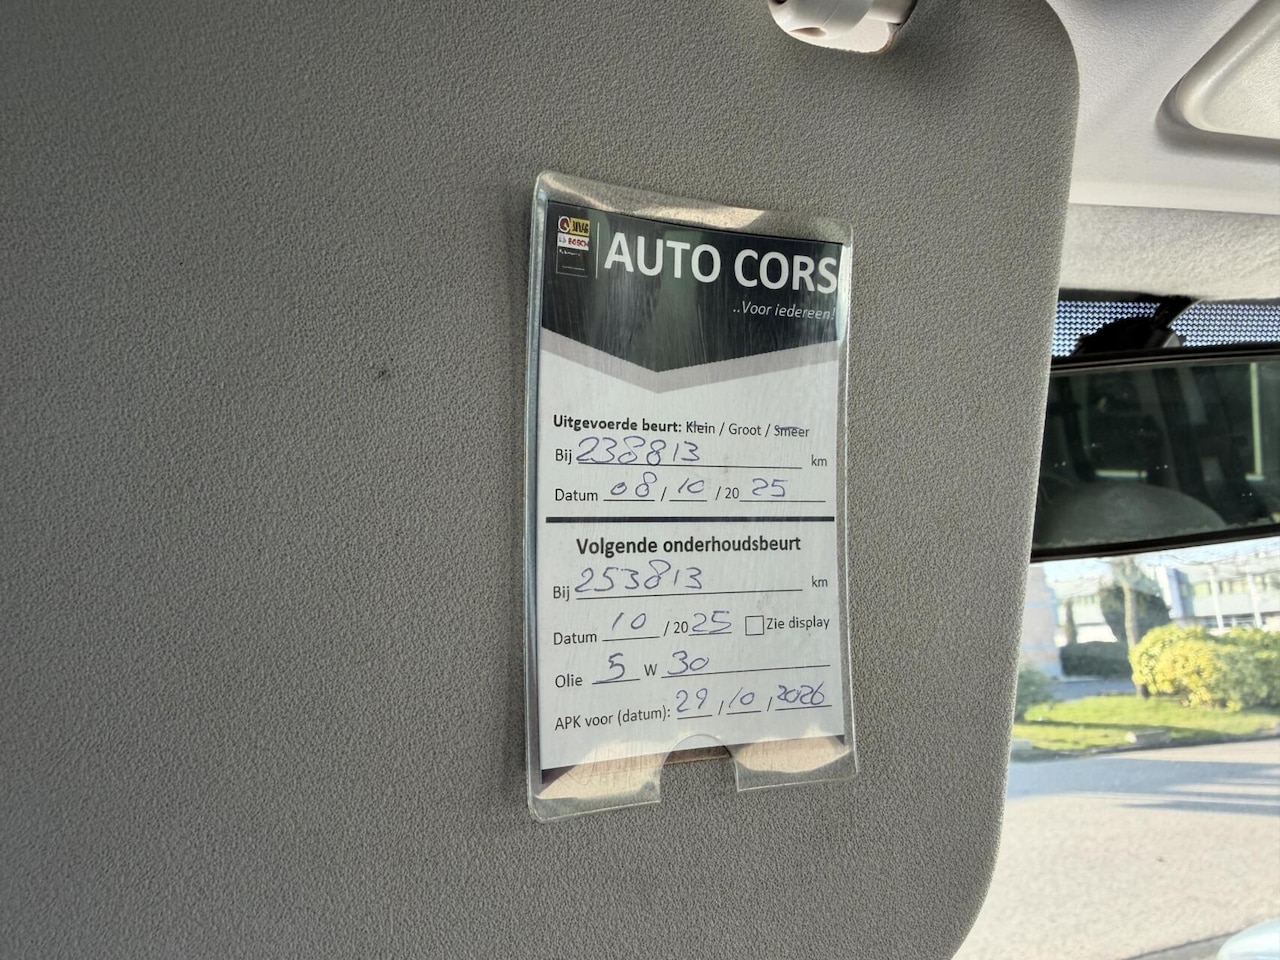 BOSCH
AUTO CORS
..Voor iedereen!
Uitgevoerde beurt: Klein / Groot / Smeer
Bij 238813 km
Datum 08 / 10 / 20 25
Volgende onderhoudsbeurt
Bij 253813 km
Datum 10 / 20 25 Zie display
Olie 5 W 30
APK voor (datum): 29 / 10 / 2026